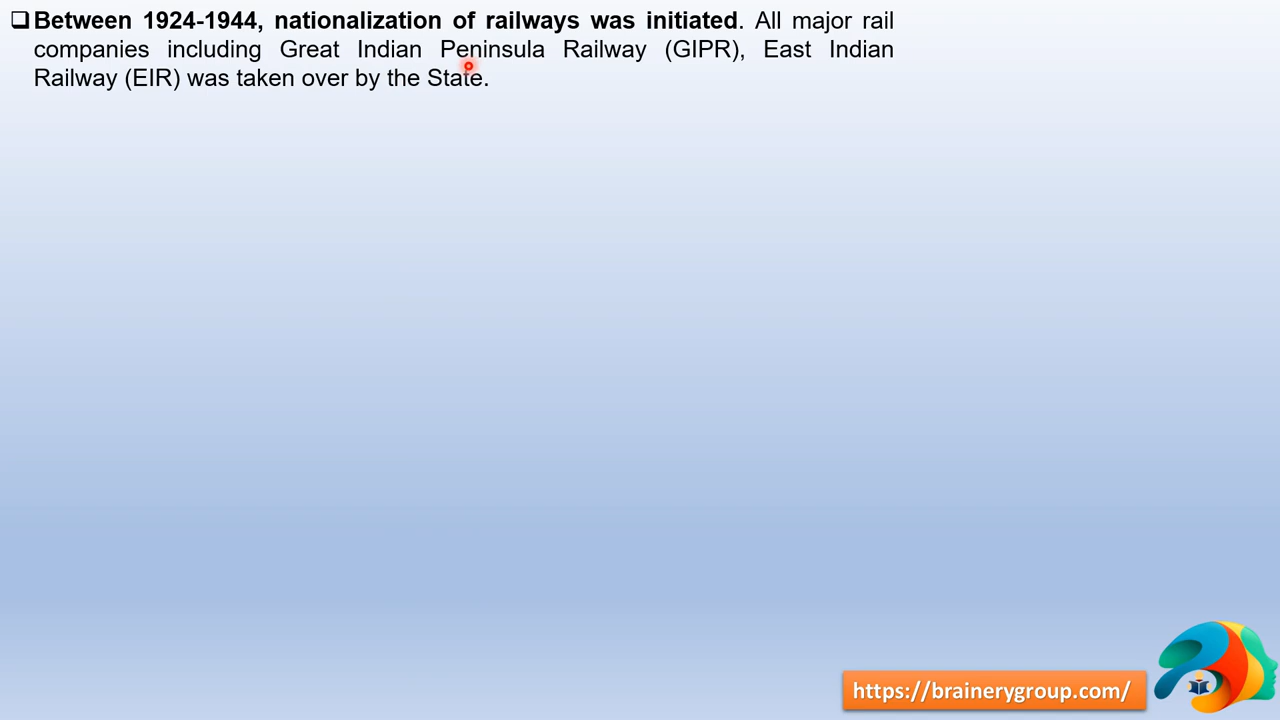 ❑Between 1924-1944, nationalization of railways was initiated. All major rail
companies including Great Indian Peninsula Railway (GIPR), East Indian
Railway (EIR) was taken over by the State.
https://brainerygroup.com/